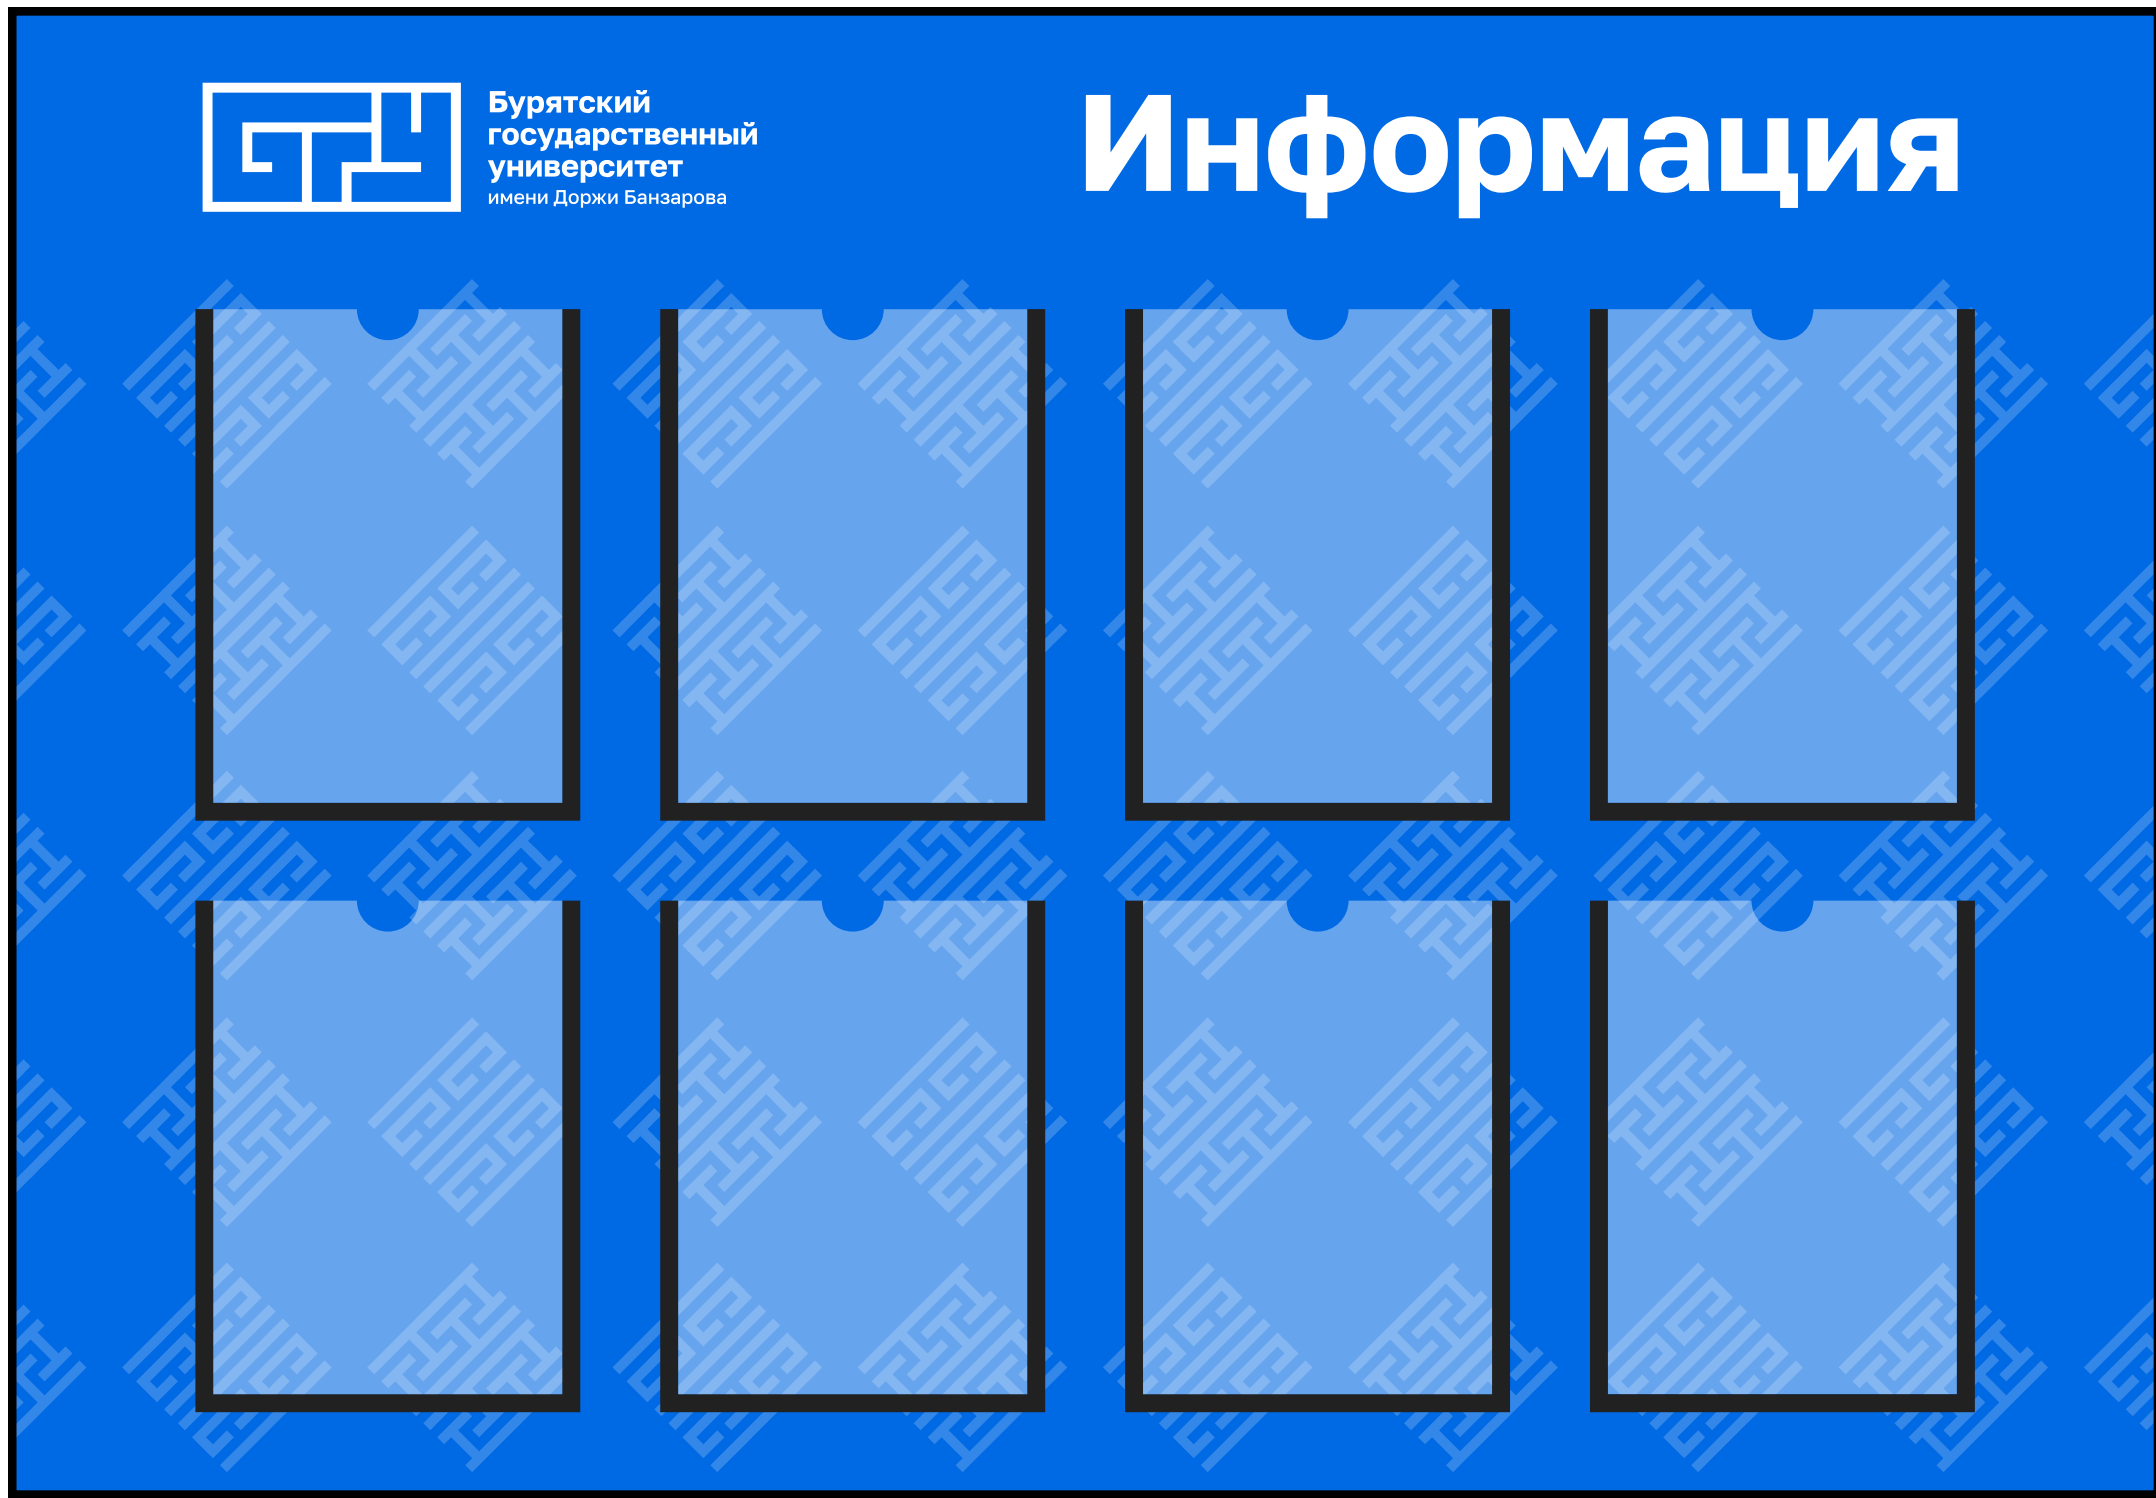 БГУ
Бурятский
государственный
университет
имени Доржи Банзарова
Информация